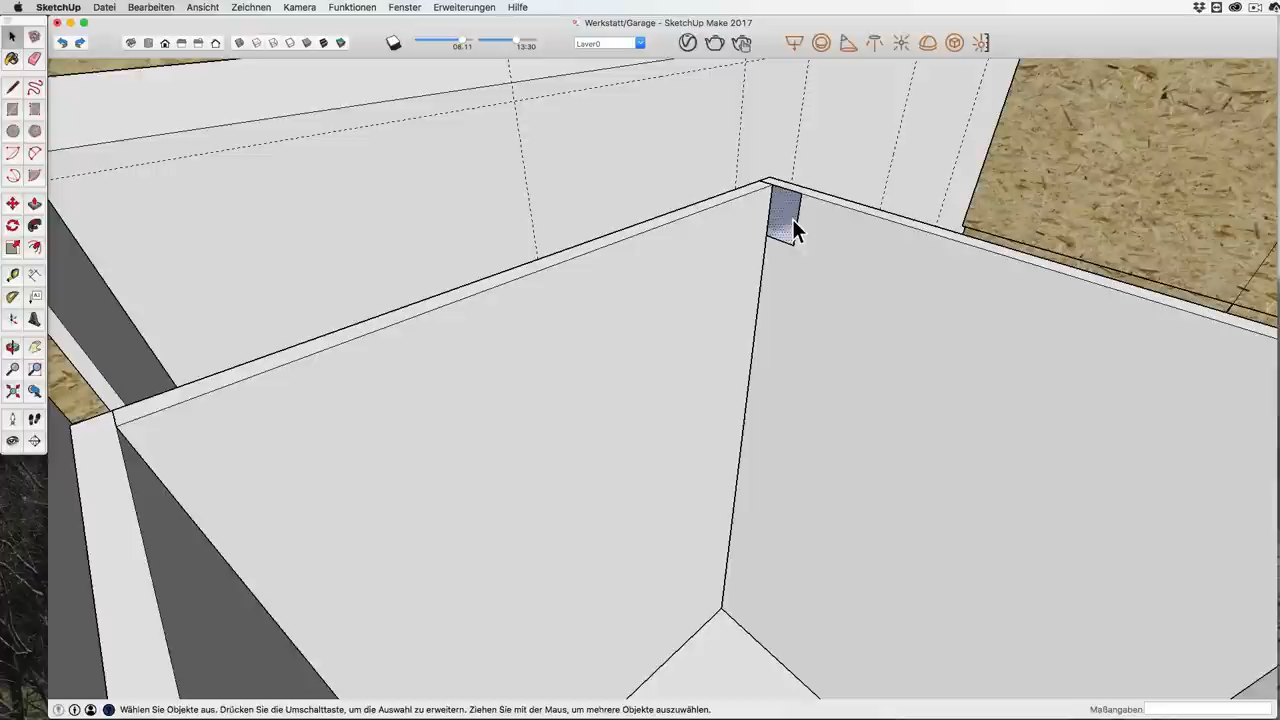 SketchUp Datei Bearbeiten Ansicht Zeichnen Kamera Funktionen Fenster Erweiterungen Hilfe
Werkstatt/Garage - SketchUp Make 2017
08.11 13:30 Layer0
Wählen Sie Objekte aus. Drücken Sie die Umschalttaste, um die Auswahl zu erweitern. Ziehen Sie mit der Maus, um mehrere Objekte auszuwählen.
Maßangaben